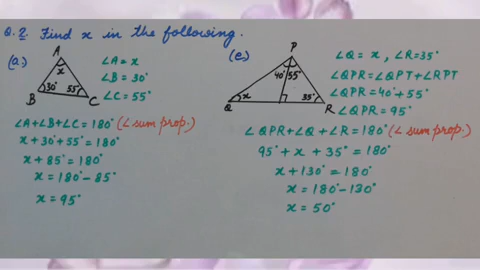 Q.2 Find x in the following.
(a)
A
x
30°
55°
B
C
∠A = x
∠B = 30°
∠C = 55°
∠A+∠B+∠C = 180° (∠ sum prop.)
x + 30° + 55° = 180°
x + 85° = 180°
x = 180° - 85°
x = 95°
(e)
P
40°
55°
x
35°
Q
R
∠Q = x , ∠R = 35°
∠QPR = ∠QPT + ∠RPT
∠QPR = 40° + 55°
∠QPR = 95°
∠QPR + ∠Q + ∠R = 180° (∠ sum prop.)
95° + x + 35° = 180°
x + 130° = 180°
x = 180° - 130°
x = 50°